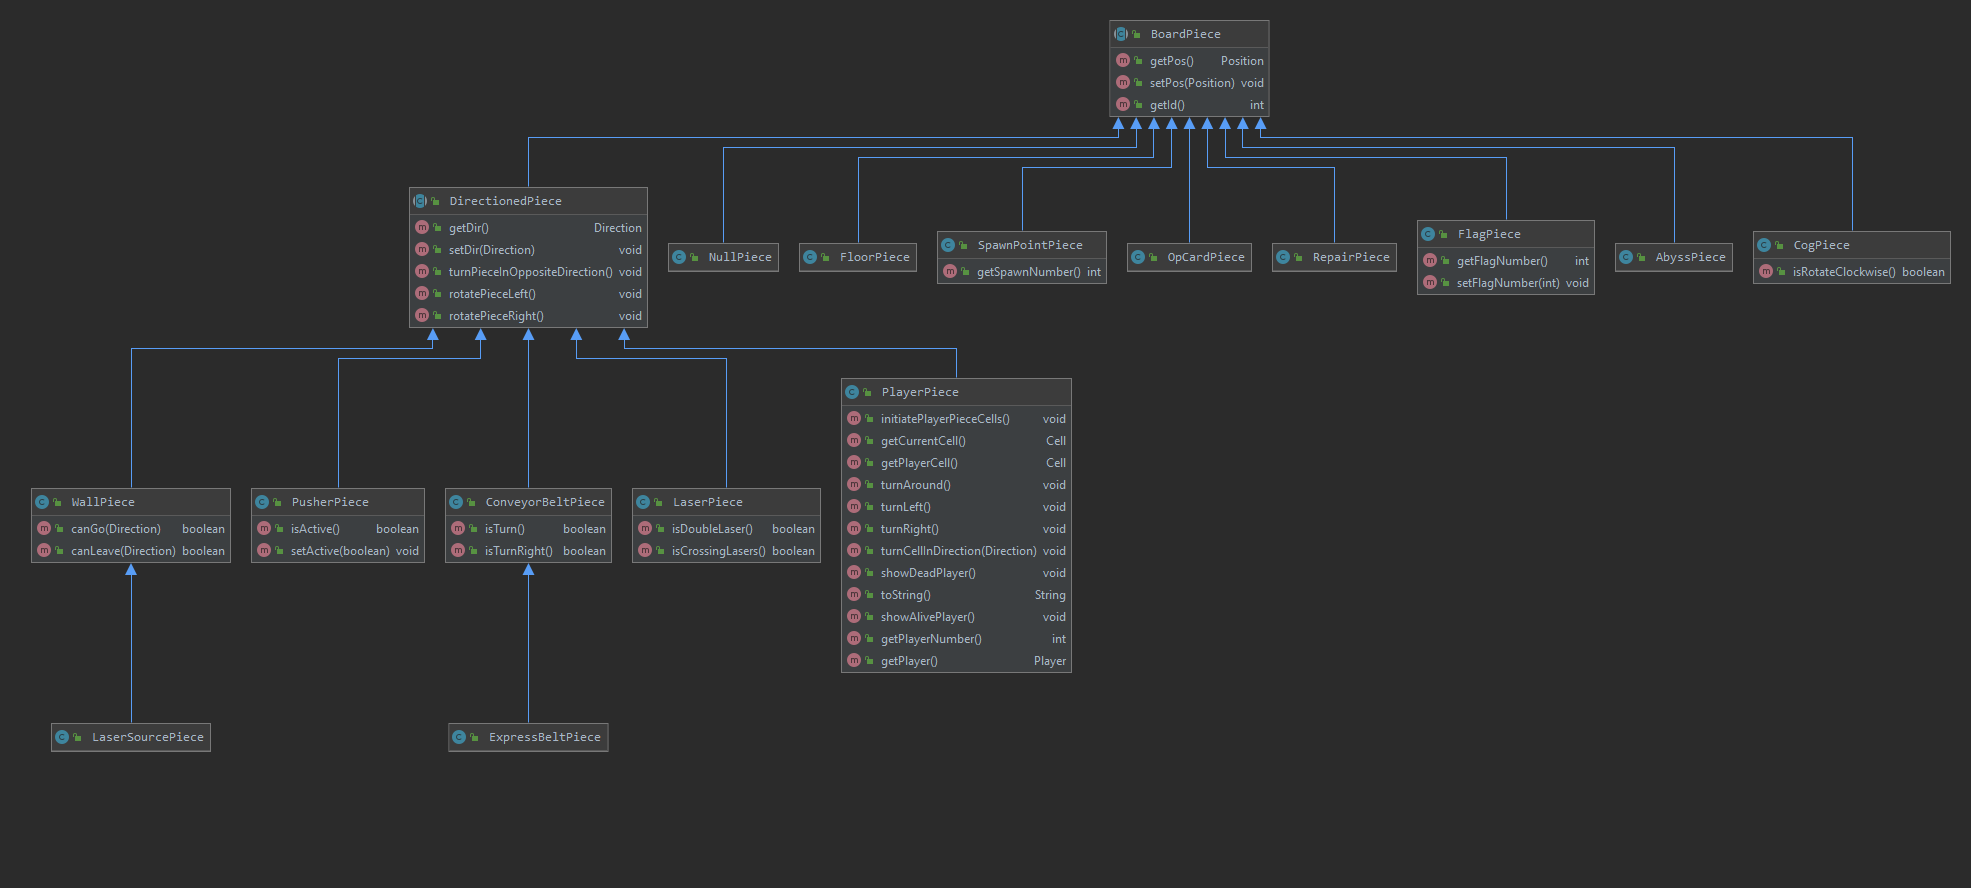 BoardPiece
getPos() Position
setPos(Position) void
getId() int
DirectionedPiece
getDir() Direction
setDir(Direction) void
turnPieceInOppositeDirection() void
rotatePieceLeft() void
rotatePieceRight() void
NullPiece
FloorPiece
SpawnPointPiece
getSpawnNumber() int
OpCardPiece
RepairPiece
FlagPiece
getFlagNumber() int
setFlagNumber(int) void
AbyssPiece
CogPiece
isRotateClockwise() boolean
WallPiece
canGo(Direction) boolean
canLeave(Direction) boolean
PusherPiece
isActive() boolean
setActive(boolean) void
ConveyorBeltPiece
isTurn() boolean
isTurnRight() boolean
LaserPiece
isDoubleLaser() boolean
isCrossingLasers() boolean
PlayerPiece
initiatePlayerPieceCells() void
getCurrentCell() Cell
getPlayerCell() Cell
turnAround() void
turnLeft() void
turnRight() void
turnCellInDirection(Direction) void
showDeadPlayer() void
toString() String
showAlivePlayer() void
getPlayerNumber() int
getPlayer() Player
LaserSourcePiece
ExpressBeltPiece